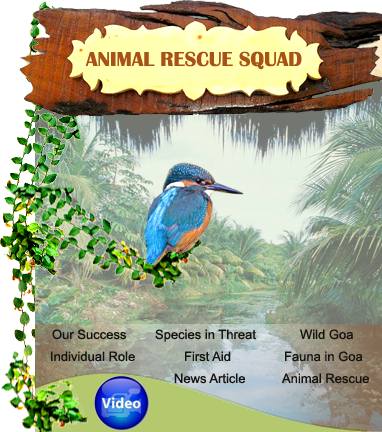 ANIMAL RESCUE SQUAD
Our Success Species in Threat Wild Goa
Individual Role First Aid Fauna in Goa
News Article Animal Rescue
Video